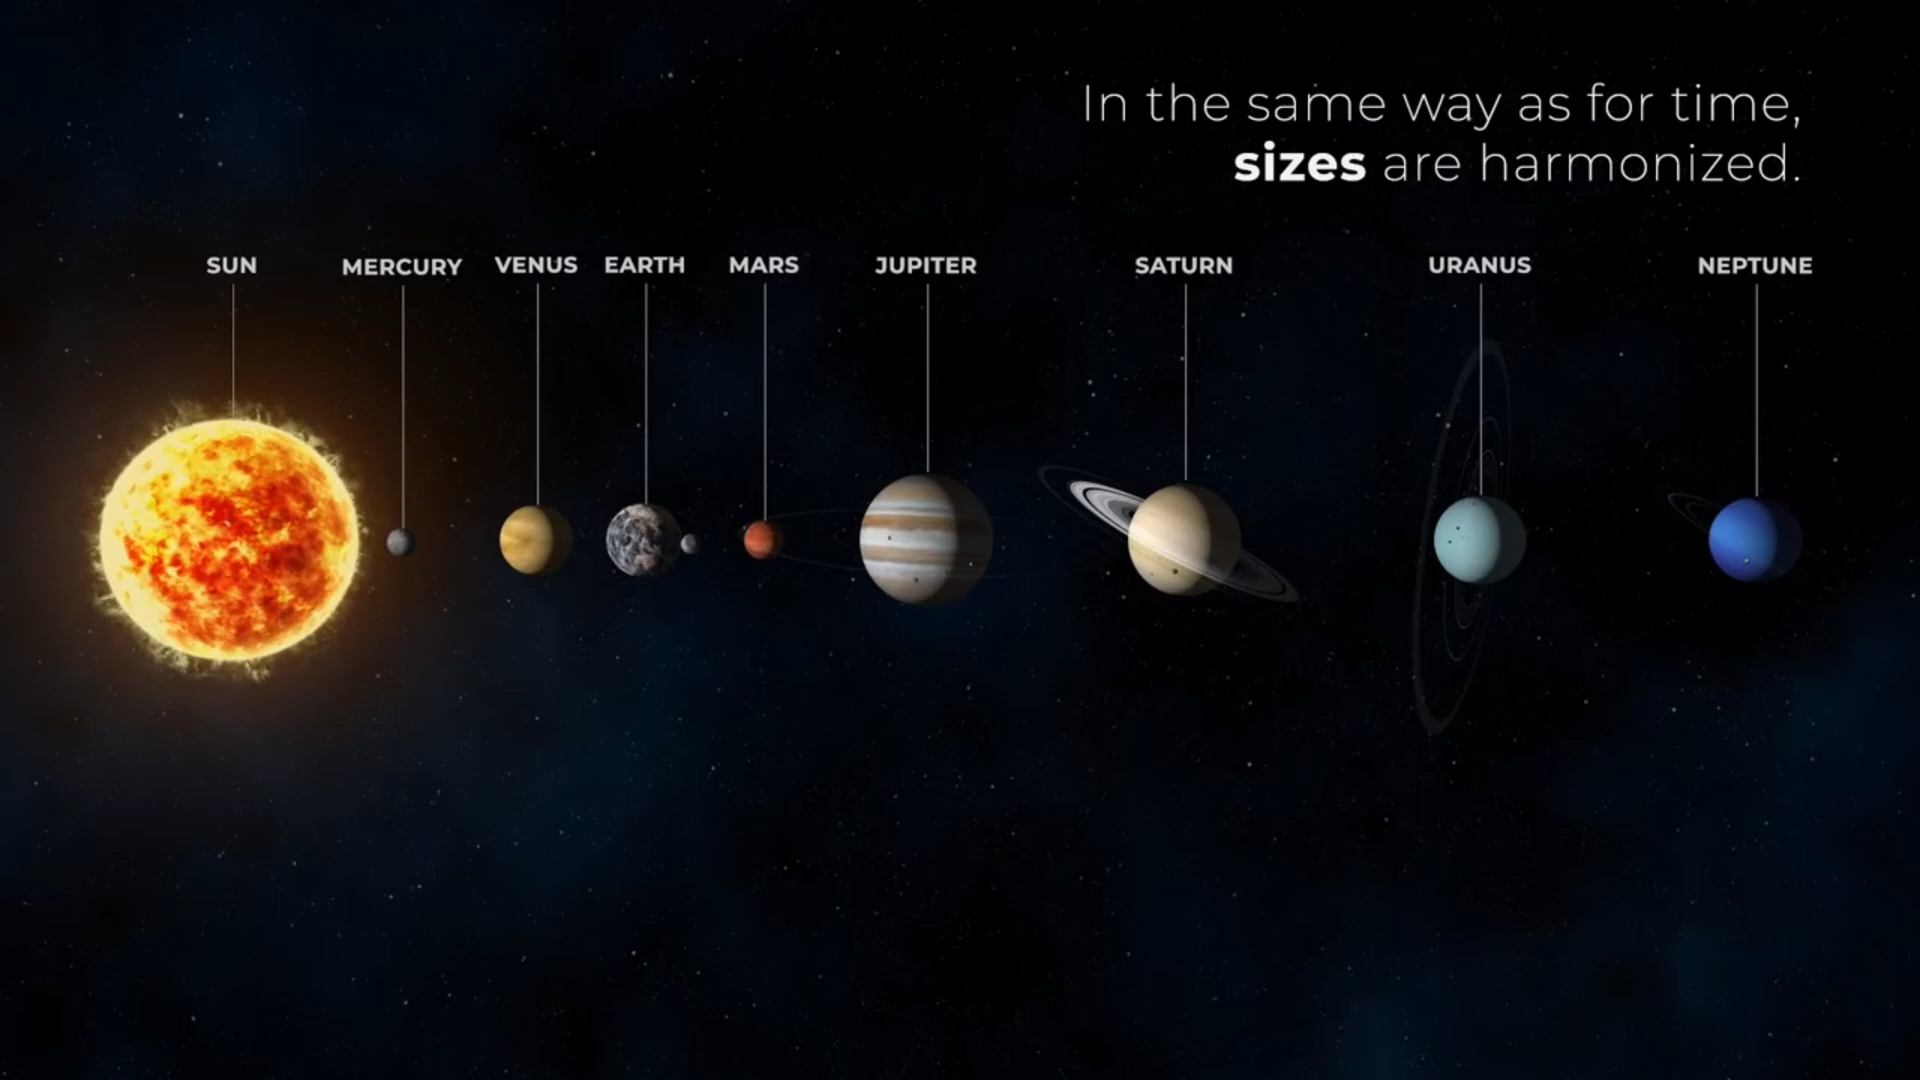 In the same way as for time,
sizes are harmonized.
SUN
MERCURY
VENUS
EARTH
MARS
JUPITER
SATURN
URANUS
NEPTUNE